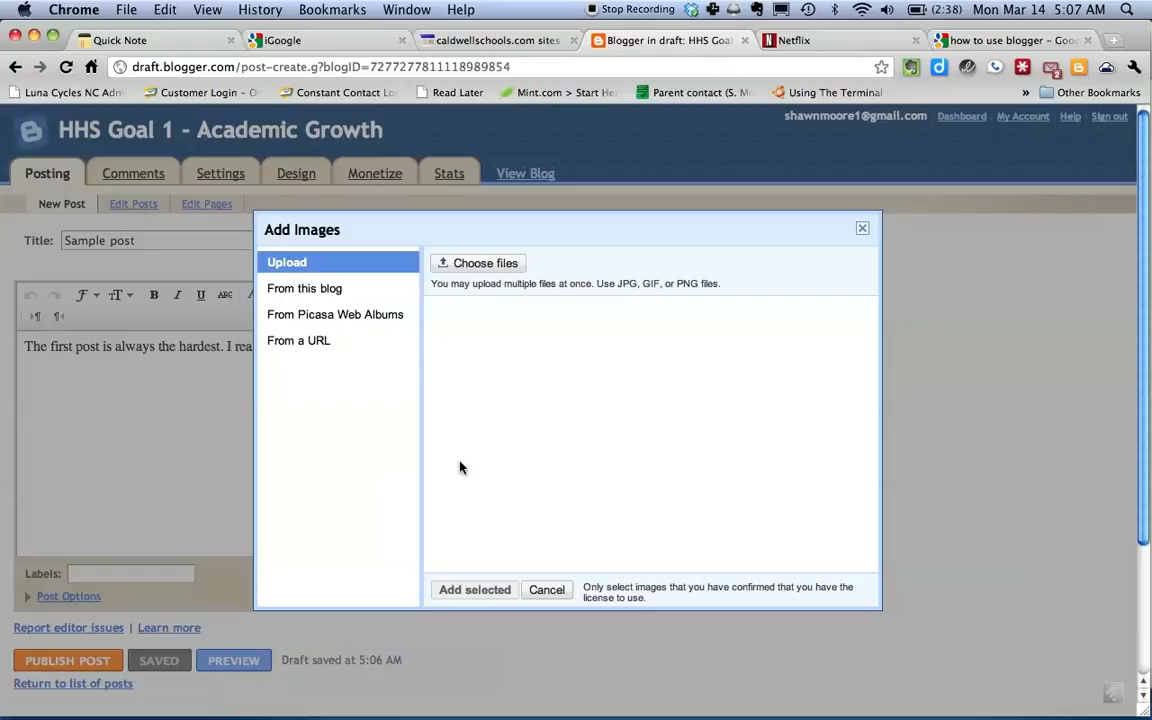 Chrome File Edit View History Bookmarks Window Help Stop Recording (2:38) Mon Mar 14 5:07 AM
Quick Note iGoogle caldwellschools.com sites Blogger in draft: HHS Goa Netflix how to use blogger – Goo
draft.blogger.com/post-create.g?blogID=7277277811118989854
Luna Cycles NC Adm Customer Login – O Constant Contact Lo Read Later Mint.com > Start He Parent contact (S. Mo Using The Terminal » Other Bookmarks
HHS Goal 1 - Academic Growth
shawnmoore1@gmail.com Dashboard My Account Help Sign out
Posting Comments Settings Design Monetize Stats View Blog
New Post Edit Posts Edit Pages
Title: Sample post
Add Images
Upload
From this blog
From Picasa Web Albums
From a URL
Choose files
You may upload multiple files at once. Use JPG, GIF, or PNG files.
B I U ABC
The first post is always the hardest. I rea
Add selected Cancel Only select images that you have confirmed that you have the
license to use.
Labels:
Post Options
Report editor issues | Learn more
PUBLISH POST SAVED PREVIEW Draft saved at 5:06 AM
Return to list of posts